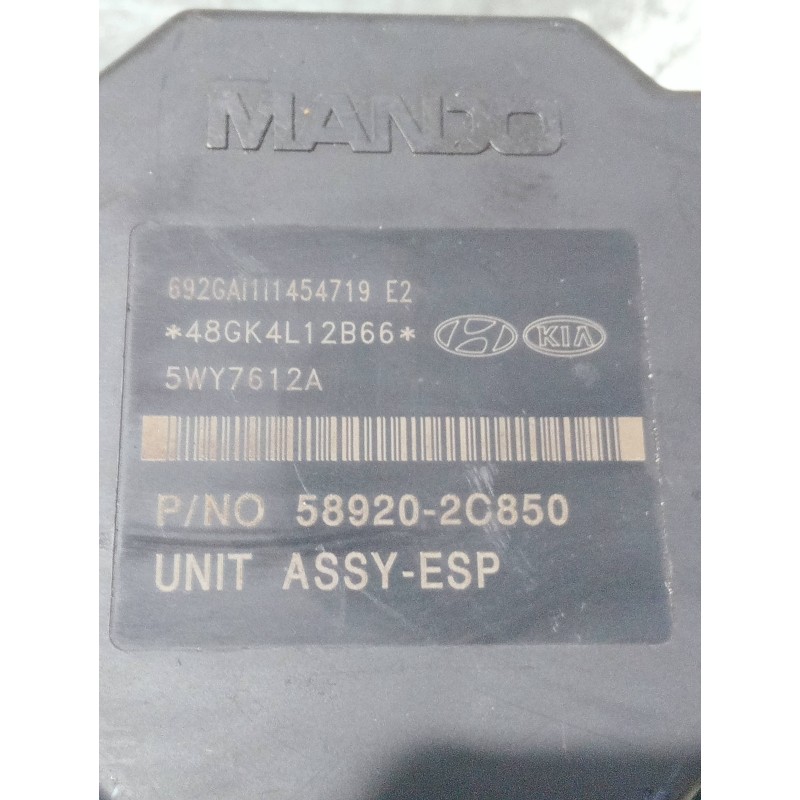 MANDO
692GAI1I1454719 E2
*48GK4L12B66* KIA
5WY7612A
P/NO 58920-2C850
UNIT ASSY-ESP